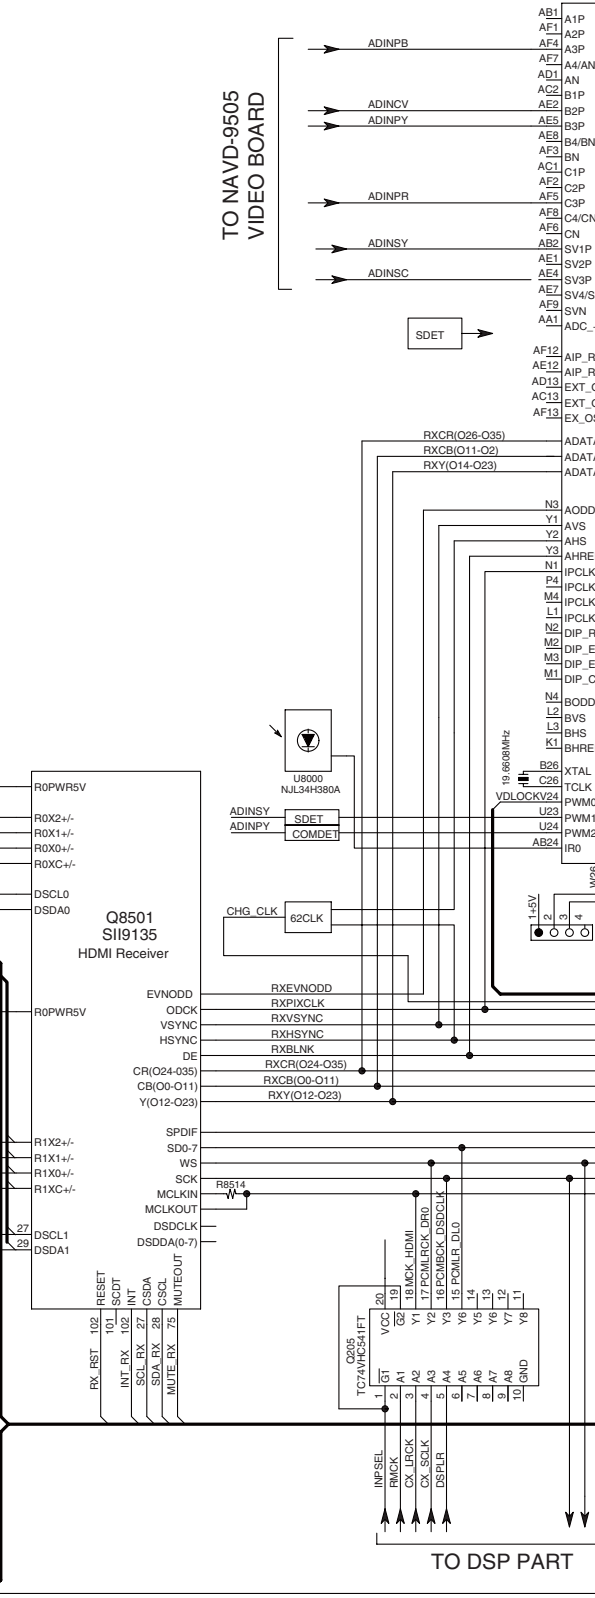 TO NAVD-9505
VIDEO BOARD
ADINPB
ADINCV
ADINPY
ADINPR
ADINSY
ADINSC
AB1 A1P
AF1 A2P
AF4 A3P
AF7 A4/AN
AD1 AN
AC2 B1P
AE2 B2P
AE5 B3P
AE8 B4/BN
AF3 BN
AC1 C1P
AF2 C2P
AF5 C3P
AF8 C4/CN
AF6 CN
AB2 SV1P
AE1 SV2P
AE4 SV3P
AE7 SV4/S
AF9 SVN
AA1 ADC_
SDET
AF12 AIP_R
AE12 AIP_R
AD13 EXT_
AC13 EXT_
AF13 EX_OS
RXCR(O26-O35) ADATA
RXCB(O11-O2) ADATA
RXY(O14-O23) ADATA
N3 AODD
Y1 AVS
Y2 AHS
Y3 AHRE
N1 IPCLK
P4 IPCLK
M4 IPCLK
L1 IPCLK
N2 DIP_R
M2 DIP_E
M3 DIP_E
M1 DIP_C
N4 BODD
L2 BVS
L3 BHS
K1 BHRE
19.6608MHz
B26 XTAL
C26 TCLK
VDLOCK V24 PWM0
U23 PWM1
U24 PWM2
AB24 IR0
W26
U8000
NJL34H380A
ADINSY SDET
ADINPY COMDET
CHG_CLK 62CLK
1+5V
2
3
4
R0PWR5V
R0X2+/-
R0X1+/-
R0X0+/-
R0XC+/-
DSCL0
DSDA0
Q8501
SII9135
HDMI Receiver
R0PWR5V
EVNODD RXEVNODD
ODCK RXPIXCLK
VSYNC RXVSYNC
HSYNC RXHSYNC
DE RXBLNK
CR(O24-035) RXCR(O24-O35)
CB(O0-O11) RXCB(O0-O11)
Y(O12-O23) RXY(O12-O23)
SPDIF
SD0-7
WS
SCK
MCLKIN
MCLKOUT
DSDCLK
DSDDA(0-7)
R8514
R1X2+/-
R1X1+/-
R1X0+/-
R1XC+/-
27 DSCL1
29 DSDA1
RESET
SCDT
INT
CSDA
CSCL
MUTEOUT
102
101
102
27
28
75
RX_RST
INT_RX
SCL_RX
SDA_RX
MUTE_RX
MCK_HDMI
PCMLRCK_DR0
PCMBCK_DSDCLK
PCMLR_DL0
20 19 18 17 16 15 14 13 12 11
VCC G2 Y1 Y2 Y3 Y6 Y5 Y6 Y7 Y8
Q205
TC74VHC541FT
G1 A1 A2 A3 A4 A5 A6 A7 A8 GND
1 2 3 4 5 6 7 8 9 10
INPSEL
RMCK
CX_LRCK
CX_SCLK
DSPLR
TO DSP PART